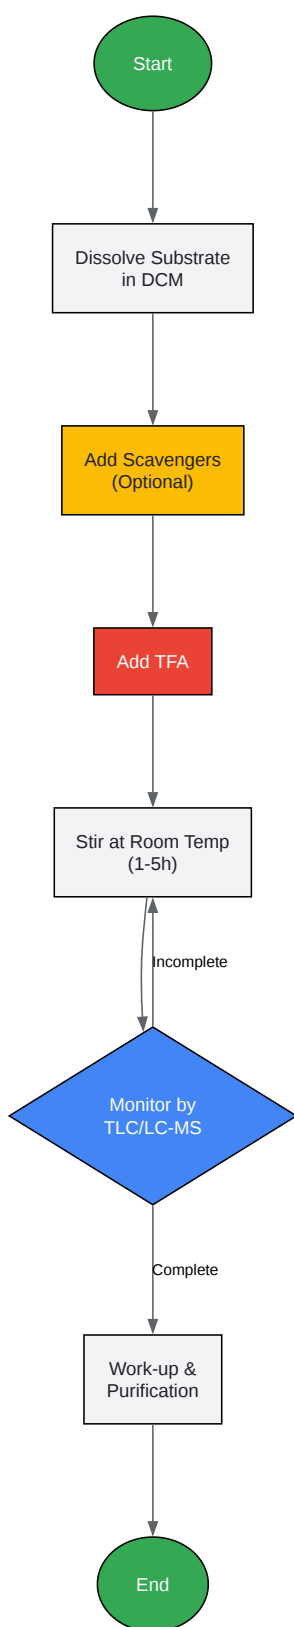 Start
Dissolve Substrate
in DCM
Add Scavengers
(Optional)
Add TFA
Stir at Room Temp
(1-5h)
Incomplete
Monitor by
TLC/LC-MS
Complete
Work-up &
Purification
End